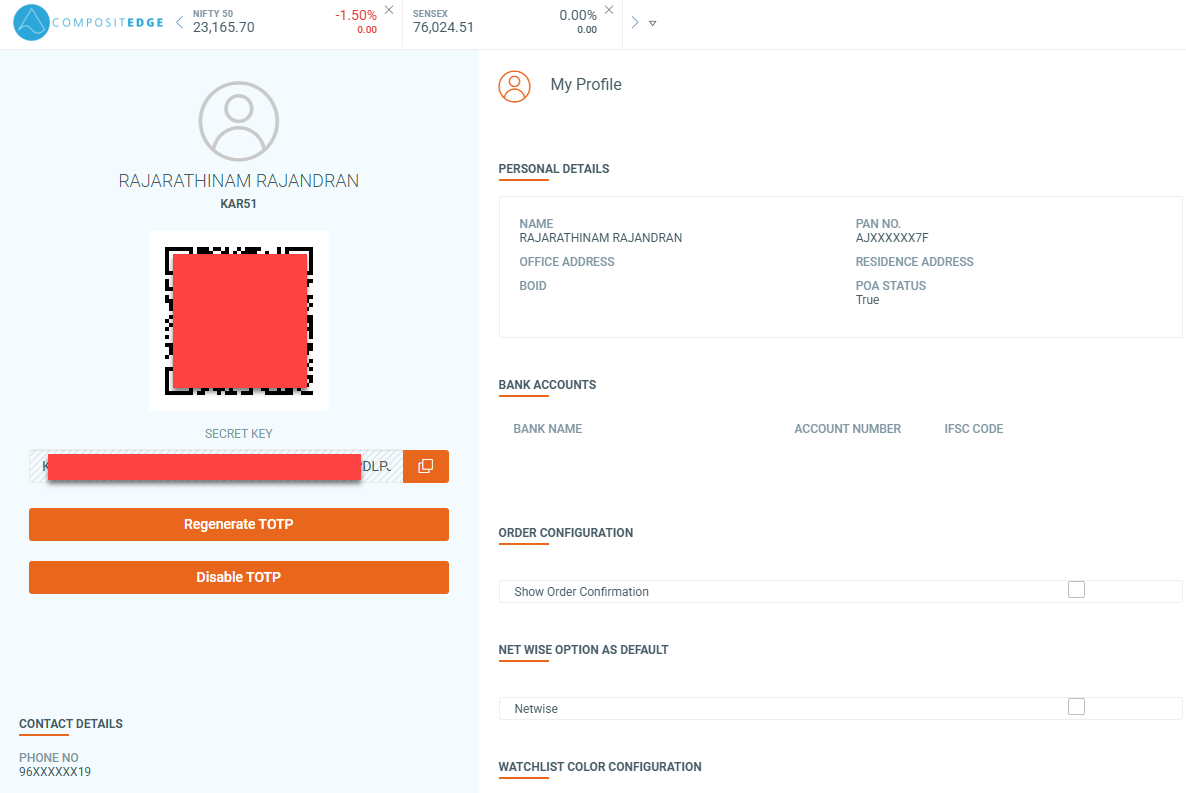 COMPOSITEDGE
NIFTY 50
23,165.70
-1.50%
0.00
SENSEX
76,024.51
0.00%
0.00
RAJARATHINAM RAJANDRAN
KAR51
SECRET KEY
Regenerate TOTP
Disable TOTP
CONTACT DETAILS
PHONE NO
96XXXXXX19
My Profile
PERSONAL DETAILS
NAME
RAJARATHINAM RAJANDRAN
PAN NO.
AJXXXXXX7F
OFFICE ADDRESS
RESIDENCE ADDRESS
BOID
POA STATUS
True
BANK ACCOUNTS
BANK NAME ACCOUNT NUMBER IFSC CODE
ORDER CONFIGURATION
Show Order Confirmation
NET WISE OPTION AS DEFAULT
Netwise
WATCHLIST COLOR CONFIGURATION